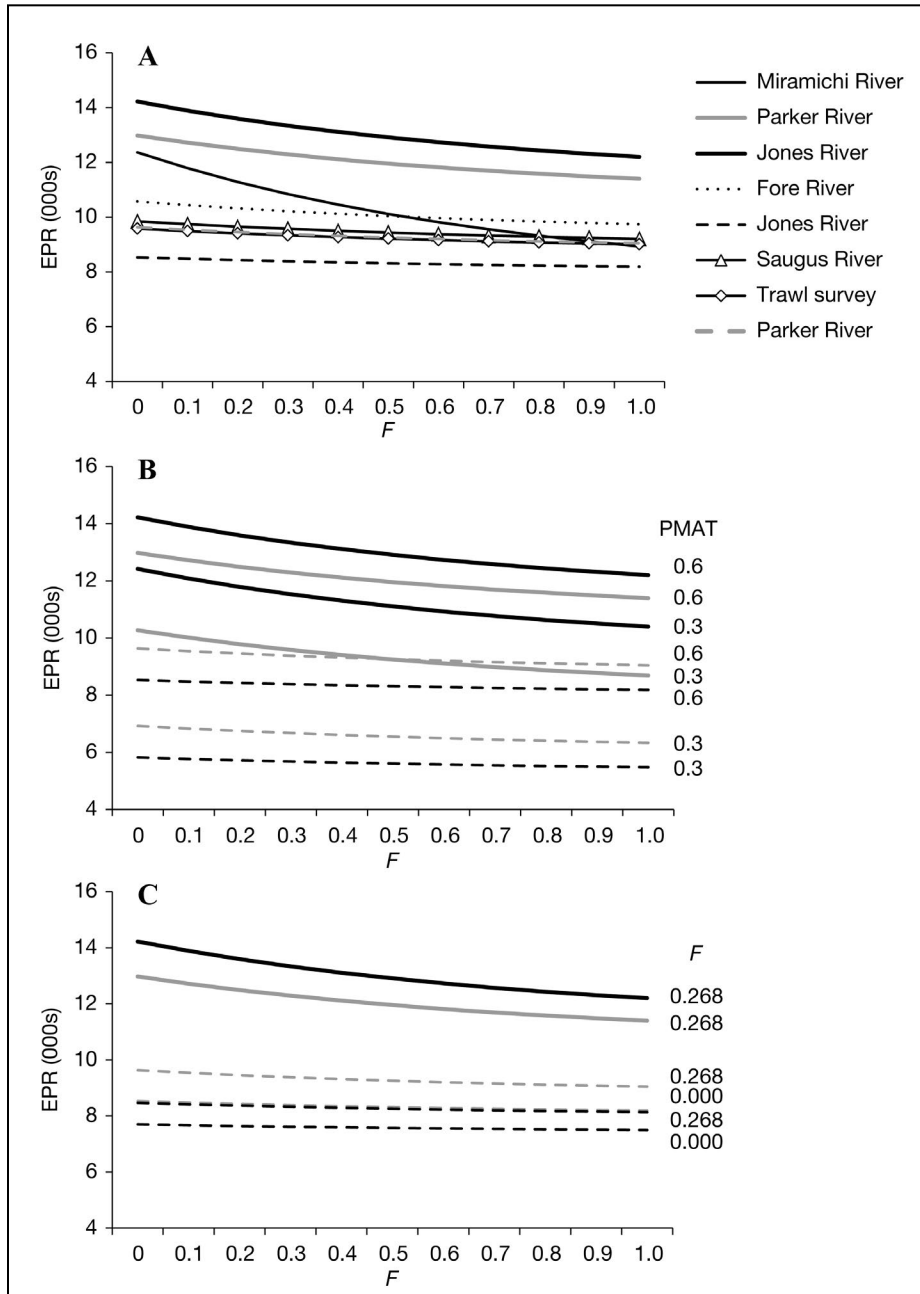 A
16
14
12
10
8
6
4
EPR (000s)
0 0.1 0.2 0.3 0.4 0.5 0.6 0.7 0.8 0.9 1.0
F
Miramichi River
Parker River
Jones River
Fore River
Jones River
Saugus River
Trawl survey
Parker River
B
16
14
12
10
8
6
4
EPR (000s)
0 0.1 0.2 0.3 0.4 0.5 0.6 0.7 0.8 0.9 1.0
F
PMAT
0.6
0.6
0.3
0.6
0.3
0.6
0.3
0.3
C
16
14
12
10
8
6
4
EPR (000s)
0 0.1 0.2 0.3 0.4 0.5 0.6 0.7 0.8 0.9 1.0
F
F
0.268
0.268
0.268
0.000
0.268
0.000